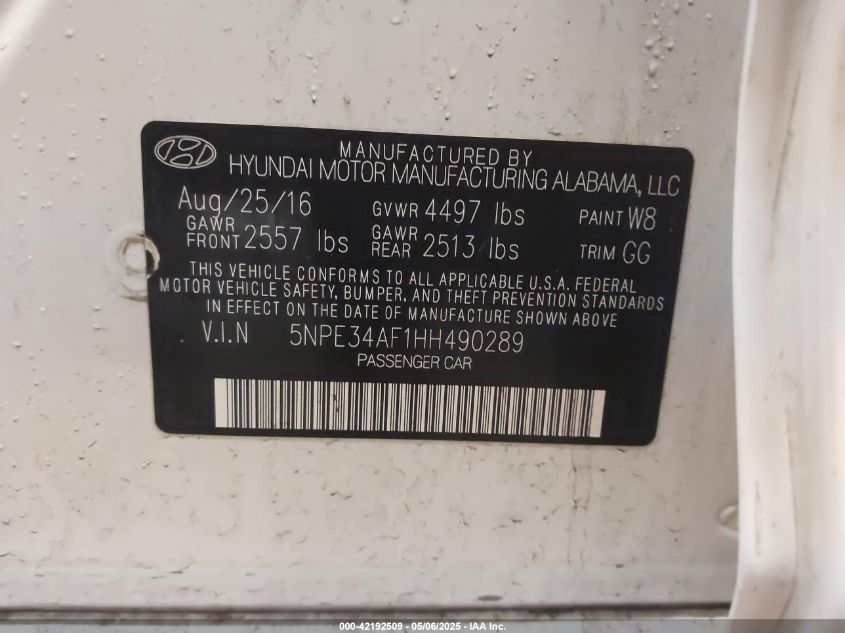 MANUFACTURED BY
HYUNDAI MOTOR MANUFACTURING ALABAMA, LLC
Aug/25/16 GVWR 4497 lbs PAINT W8
GAWR FRONT 2557 lbs GAWR REAR 2513 lbs TRIM GG
THIS VEHICLE CONFORMS TO ALL APPLICABLE U.S.A. FEDERAL
MOTOR VEHICLE SAFETY, BUMPER, AND THEFT PREVENTION STANDARDS
IN EFFECT ON THE DATE OF MANUFACTURE SHOWN ABOVE
V.I.N 5NPE34AF1HH490289
PASSENGER CAR
000-42192509 - 05/06/2025 - IAA Inc.